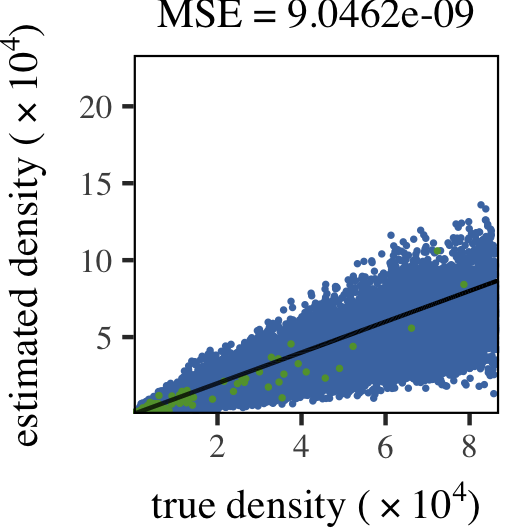 MSE = 9.0462e-09
estimated density ( × 10⁴)
20
15
10
5
2 4 6 8
true density ( × 10⁴)